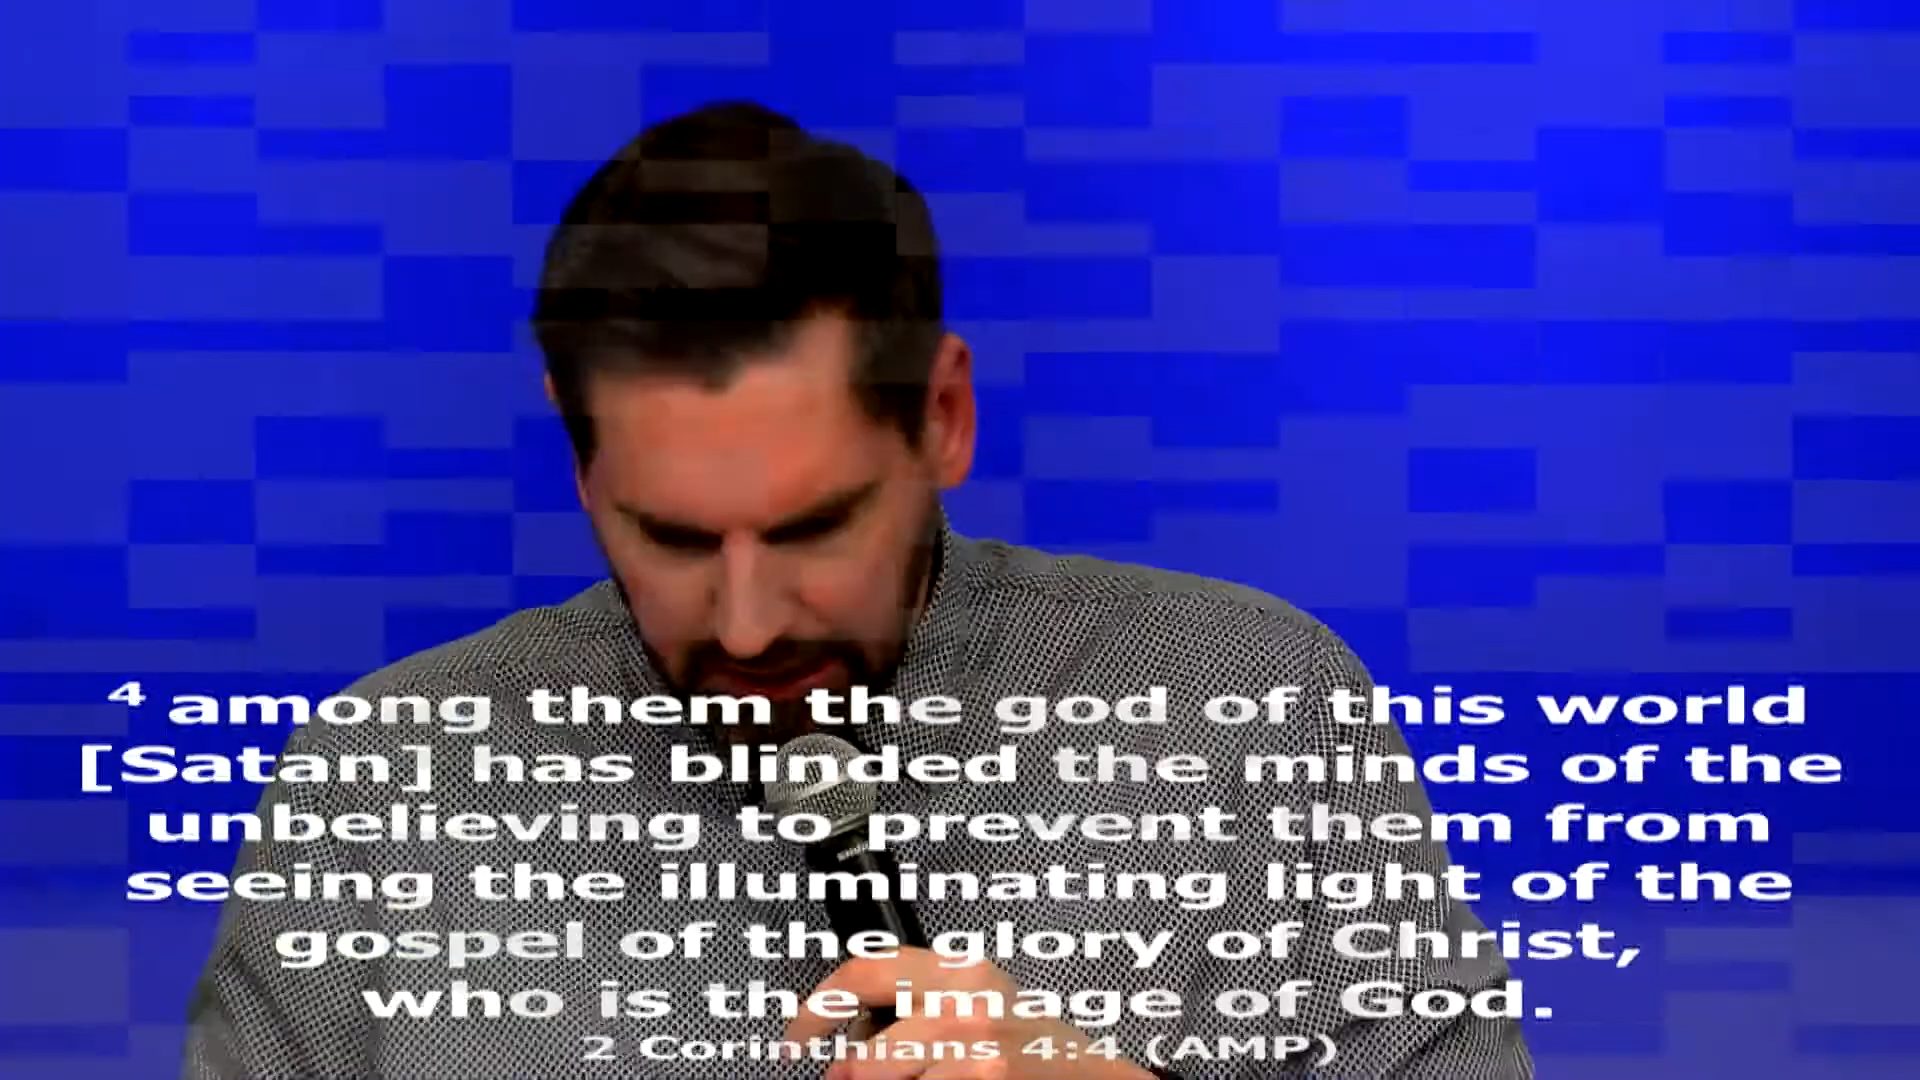 4 among them the god of this world
[Satan] has blinded the minds of the
unbelieving to prevent them from
seeing the illuminating light of the
gospel of the glory of Christ,
who is the image of God.
2 Corinthians 4:4 (AMP)